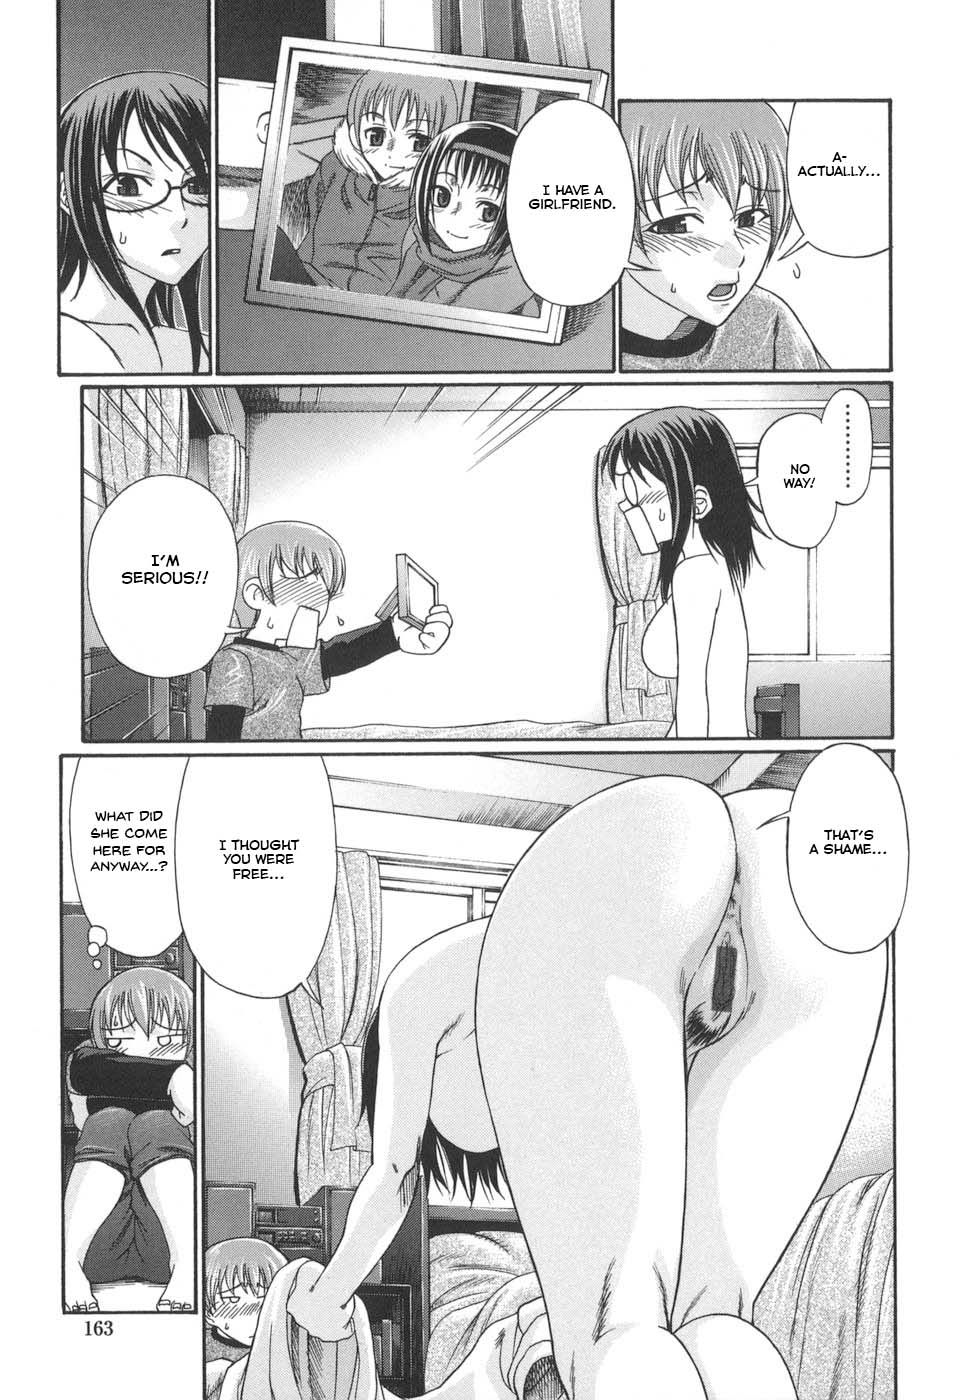 A-
ACTUALLY...
I HAVE A
GIRLFRIEND.
.........
NO
WAY!
I'M
SERIOUS!!
THAT'S
A SHAME...
I THOUGHT
YOU WERE
FREE...
WHAT DID
SHE COME
HERE FOR
ANYWAY...?
163